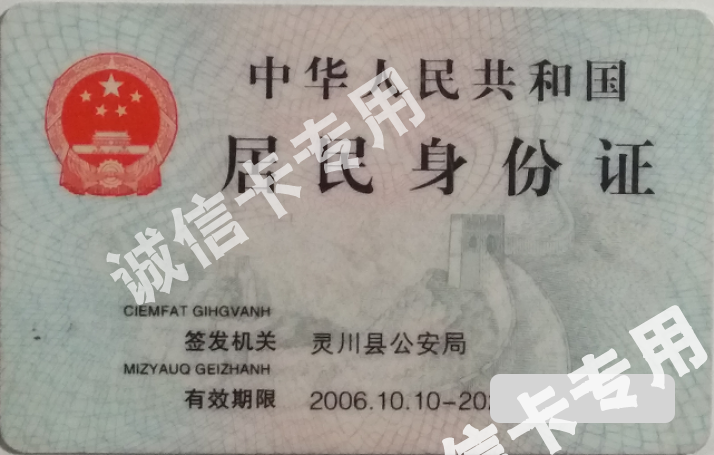 中华人民共和国
居民身份证
诚信卡专用
CIEMFAT GIHGVANH
签发机关 灵川县公安局
MIZYAUQ GEIZHANH
有效期限 2006.10.10-202
信卡专用